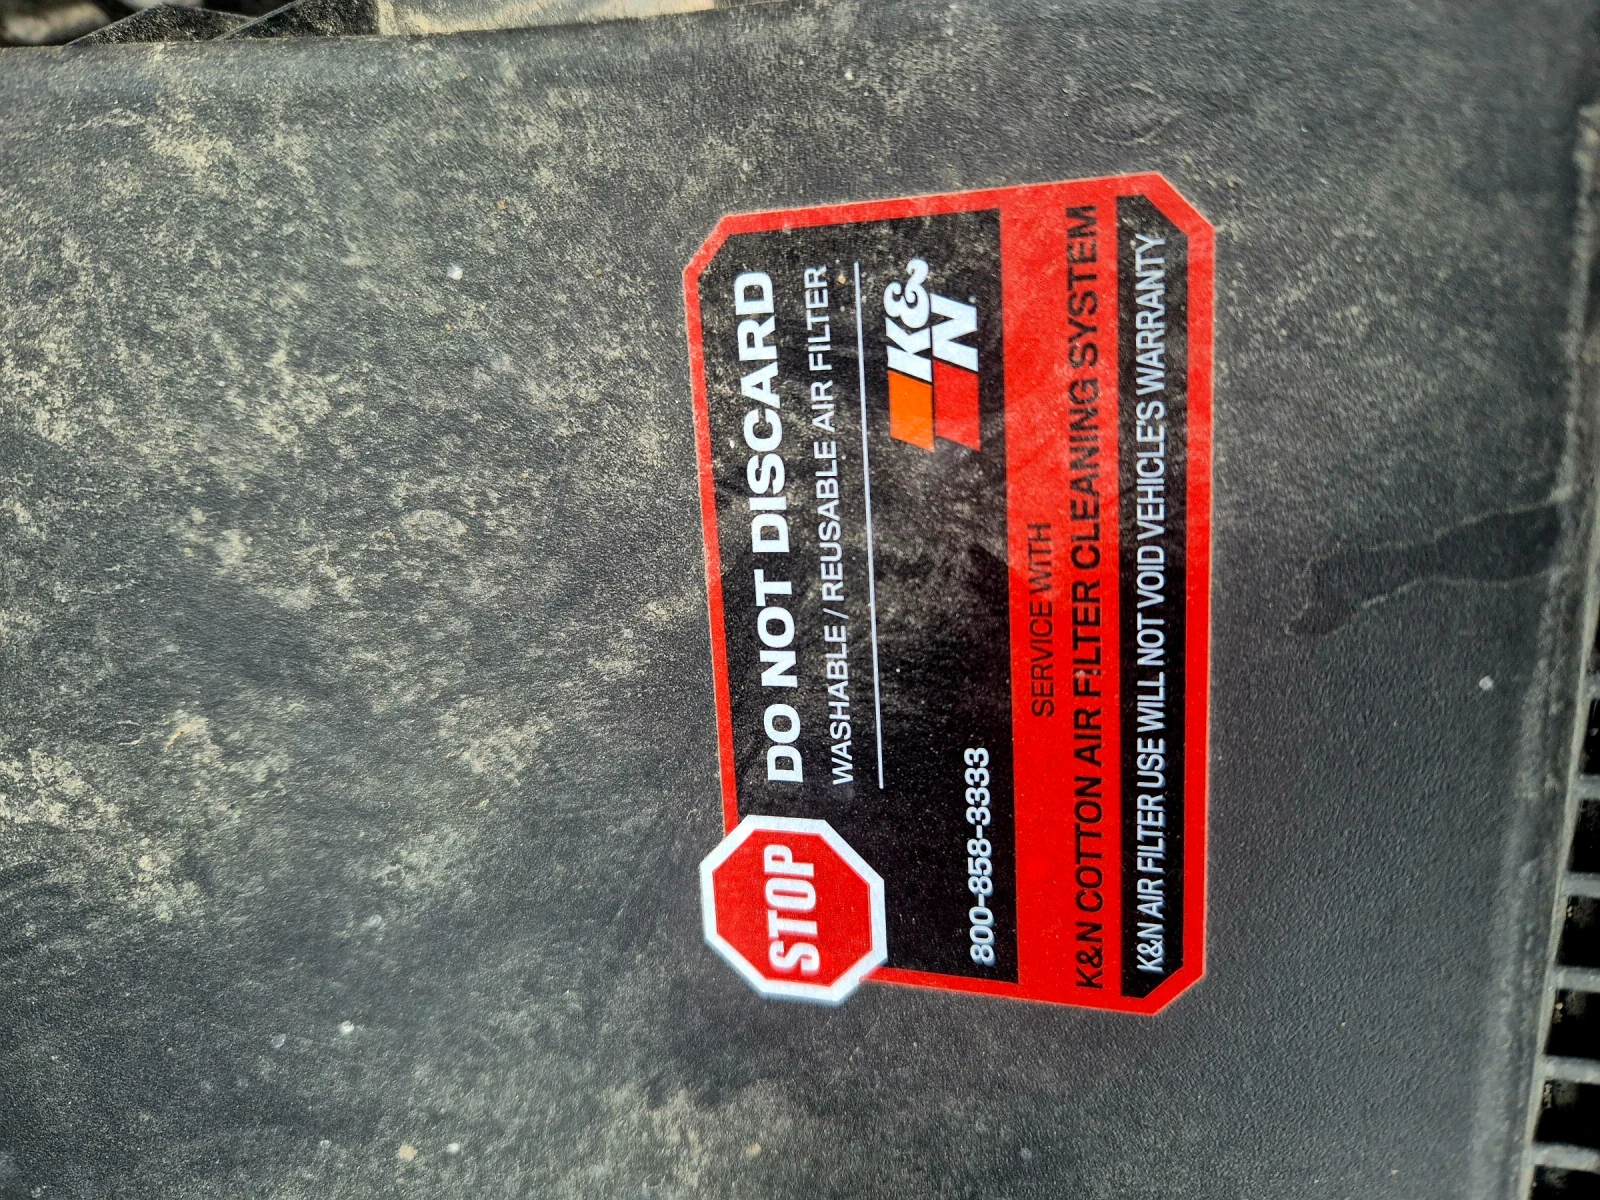 STOP
DO NOT DISCARD
WASHABLE / REUSABLE AIR FILTER
800-858-3333
K&N
SERVICE WITH
K&N COTTON AIR FILTER CLEANING SYSTEM
K&N AIR FILTER USE WILL NOT VOID VEHICLE'S WARRANTY